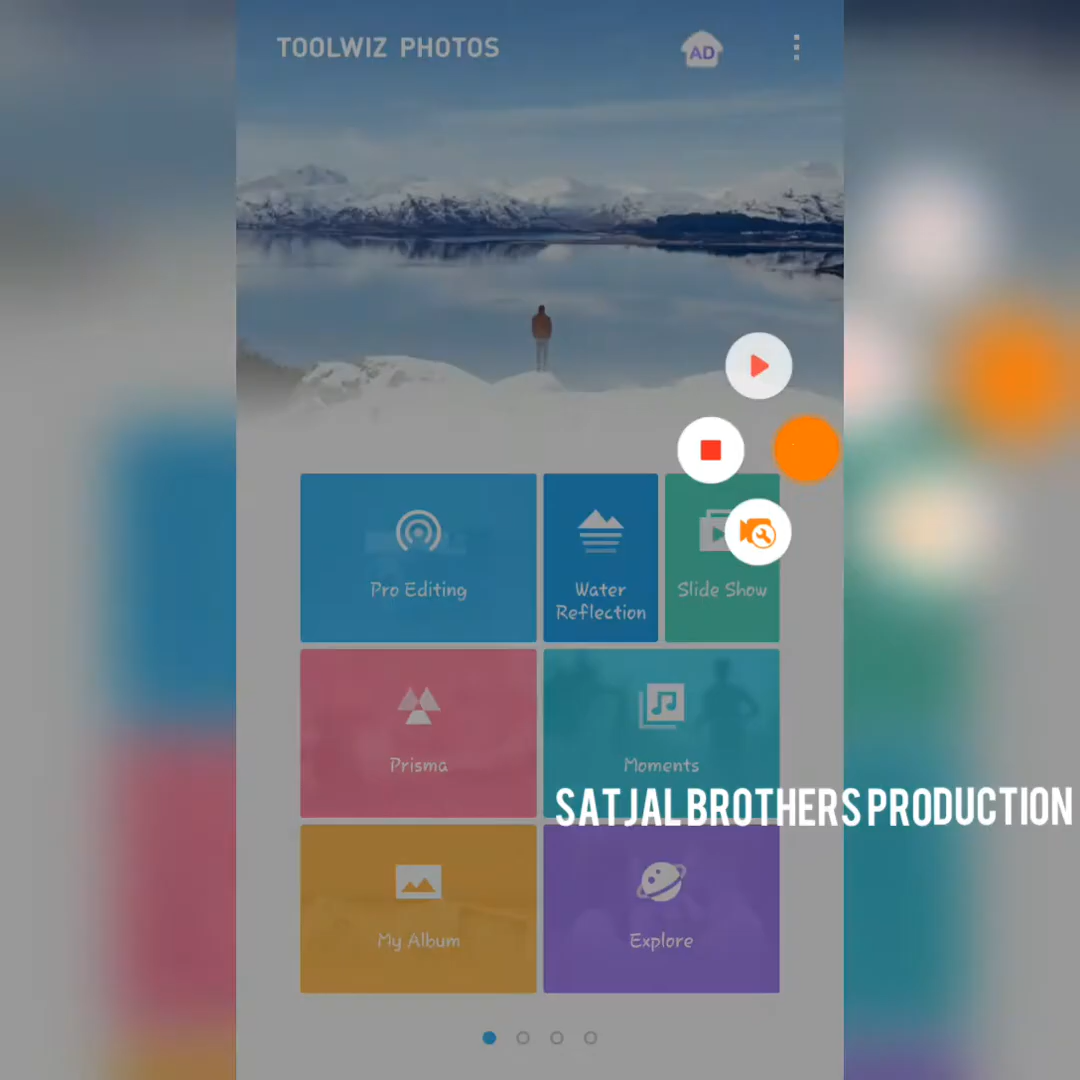 TOOLWIZ PHOTOS
AD
Pro Editing
Water
Reflection
Slide Show
Prisma
Moments
SATJAL BROTHERS PRODUCTION
My Album
Explore